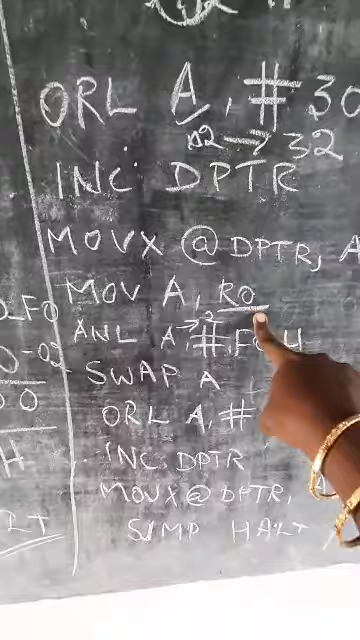 ORL A, #30
02 → 32
INC DPTR
MOVX @ DPTR, A
MOV A, R0
ANL A, #F0H
SWAP A
ORL A, #
INC DPTR
MOVX @ DPTR,
SJMP HALT